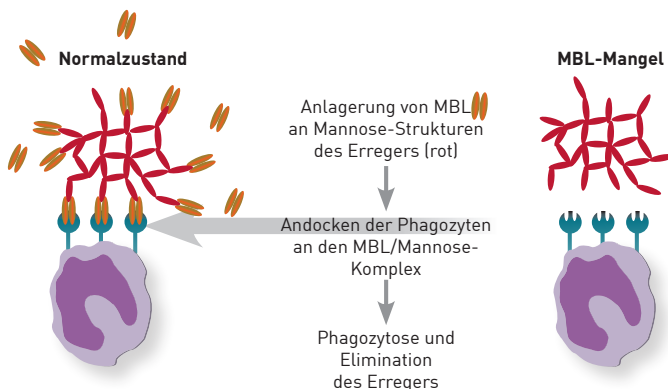 Normalzustand
MBL-Mangel
Anlagerung von MBL
an Mannose-Strukturen
des Erregers (rot)
Andocken der Phagozyten
an den MBL/Mannose-
Komplex
Phagozytose und
Elimination
des Erregers